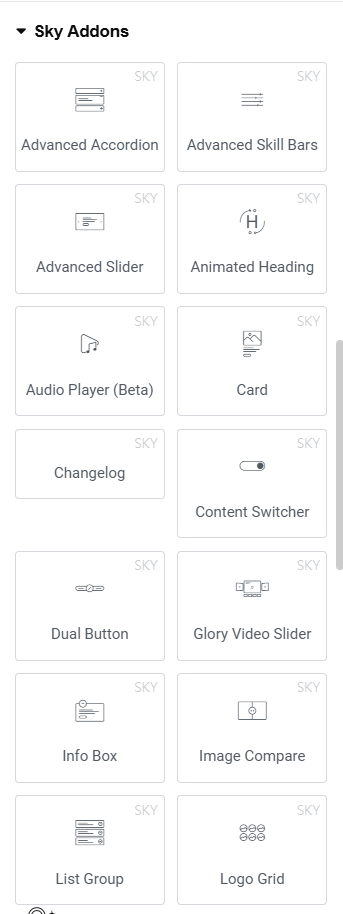 Sky Addons
SKY
SKY
Advanced Accordion
Advanced Skill Bars
SKY
SKY
H
Advanced Slider
Animated Heading
SKY
SKY
Audio Player (Beta)
Card
SKY
SKY
Changelog
Content Switcher
SKY
SKY
Dual Button
Glory Video Slider
SKY
SKY
Info Box
Image Compare
SKY
SKY
List Group
Logo Grid